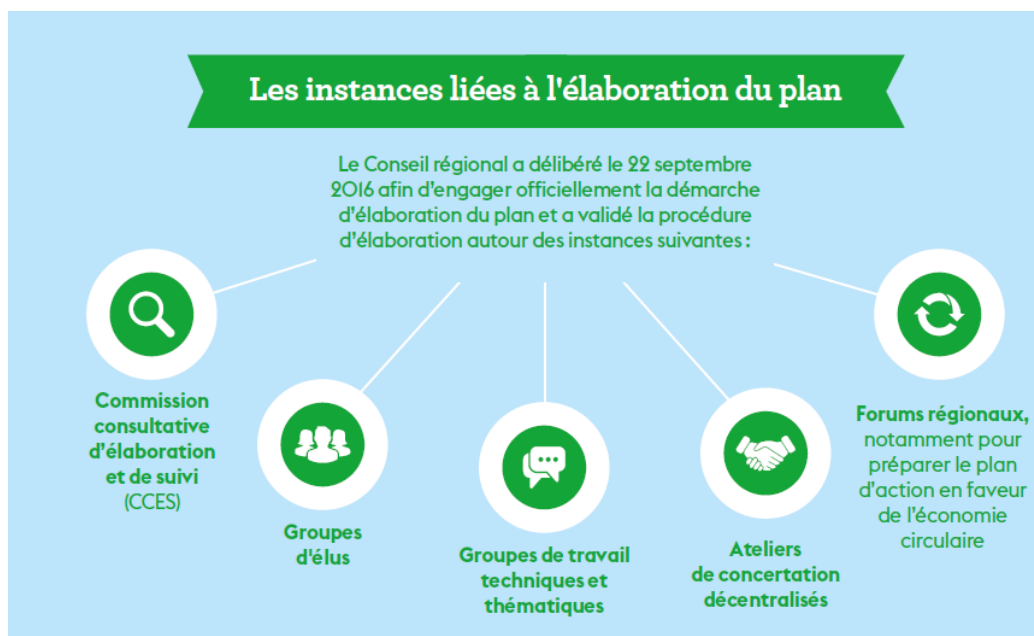 Les instances liées à l'élaboration du plan
Le Conseil régional a délibéré le 22 septembre
2016 afin d'engager officiellement la démarche
d'élaboration du plan et a validé la procédure
d'élaboration autour des instances suivantes :
Commission
consultative
d'élaboration
et de suivi
(CCES)
Groupes
d'élus
Groupes de travail
techniques et
thématiques
Ateliers
de concertation
décentralisés
Forums régionaux,
notamment pour
préparer le plan
d'action en faveur
de l'économie
circulaire